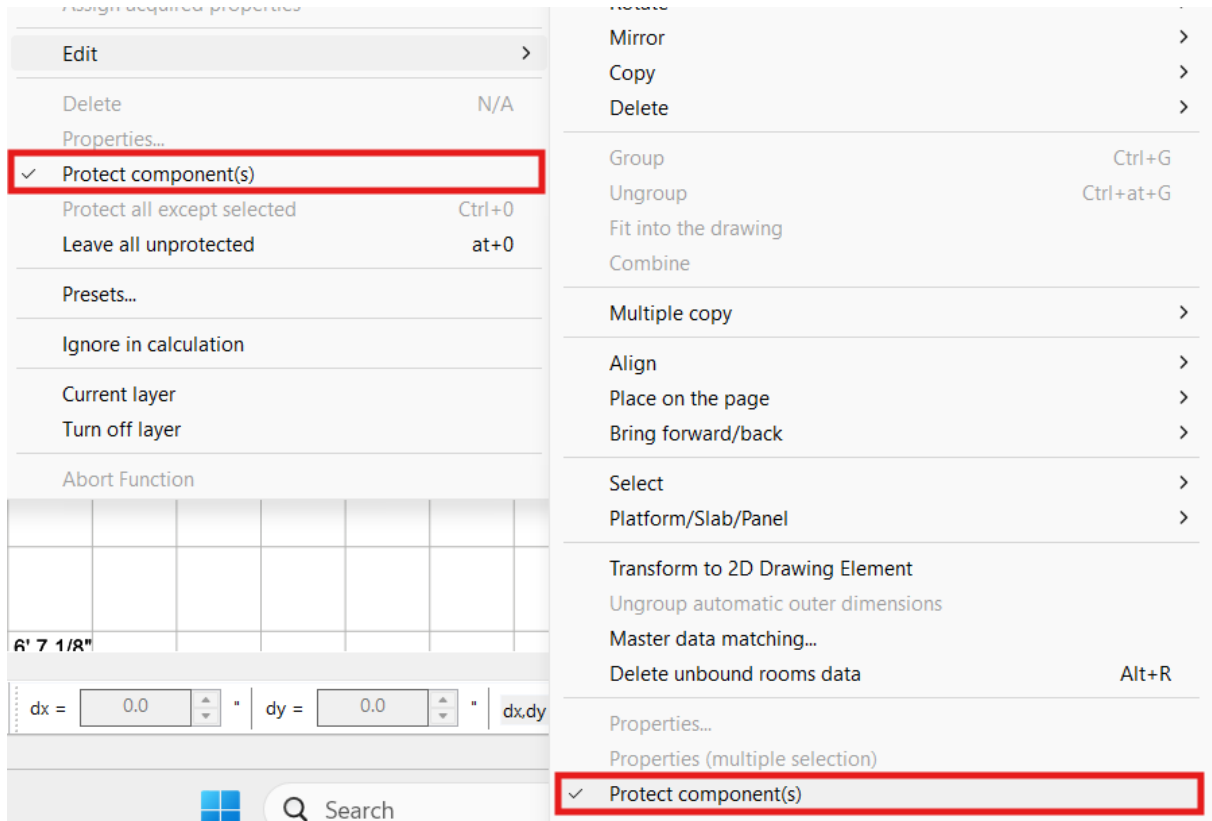 Assign acquired properties
Edit
Delete N/A
Properties...
Protect component(s)
Protect all except selected Ctrl+0
Leave all unprotected at+0
Presets...
Ignore in calculation
Current layer
Turn off layer
Abort Function
6' 7 1/8"
dx = 0.0 " dy = 0.0 " dx,dy
Search
Rotate
Mirror
Copy
Delete
Group Ctrl+G
Ungroup Ctrl+at+G
Fit into the drawing
Combine
Multiple copy
Align
Place on the page
Bring forward/back
Select
Platform/Slab/Panel
Transform to 2D Drawing Element
Ungroup automatic outer dimensions
Master data matching...
Delete unbound rooms data Alt+R
Properties...
Properties (multiple selection)
Protect component(s)